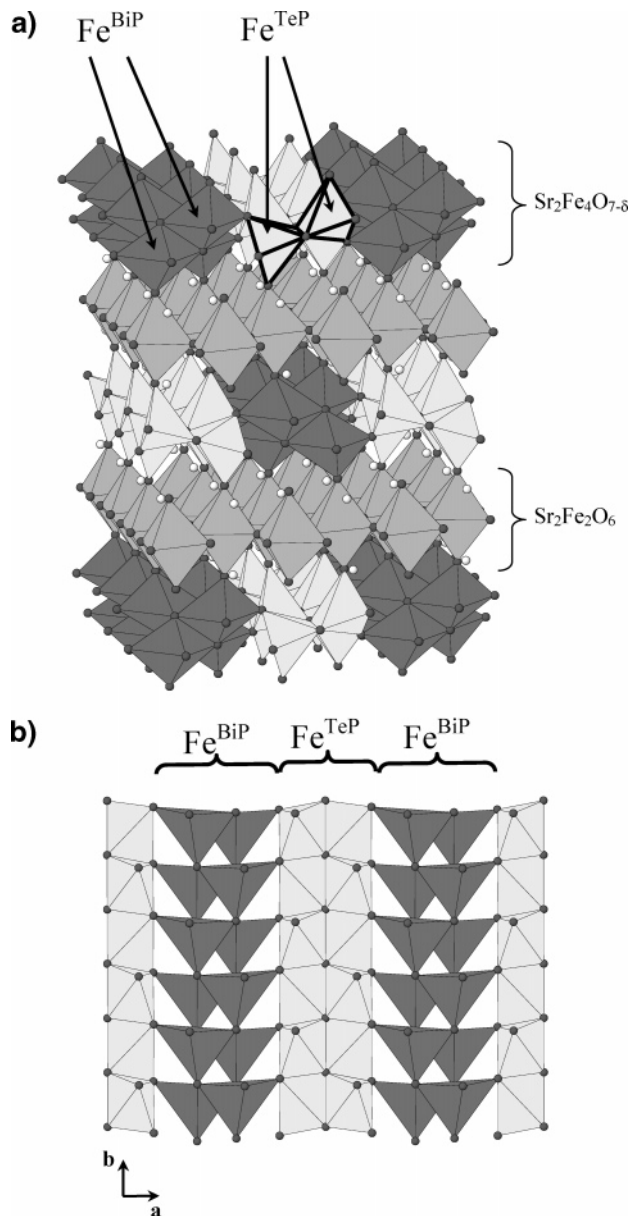 a)
Fe^BiP Fe^TeP
Sr₂Fe₄O₇₋δ
Sr₂Fe₂O₆
b)
Fe^BiP Fe^TeP Fe^BiP
b
a